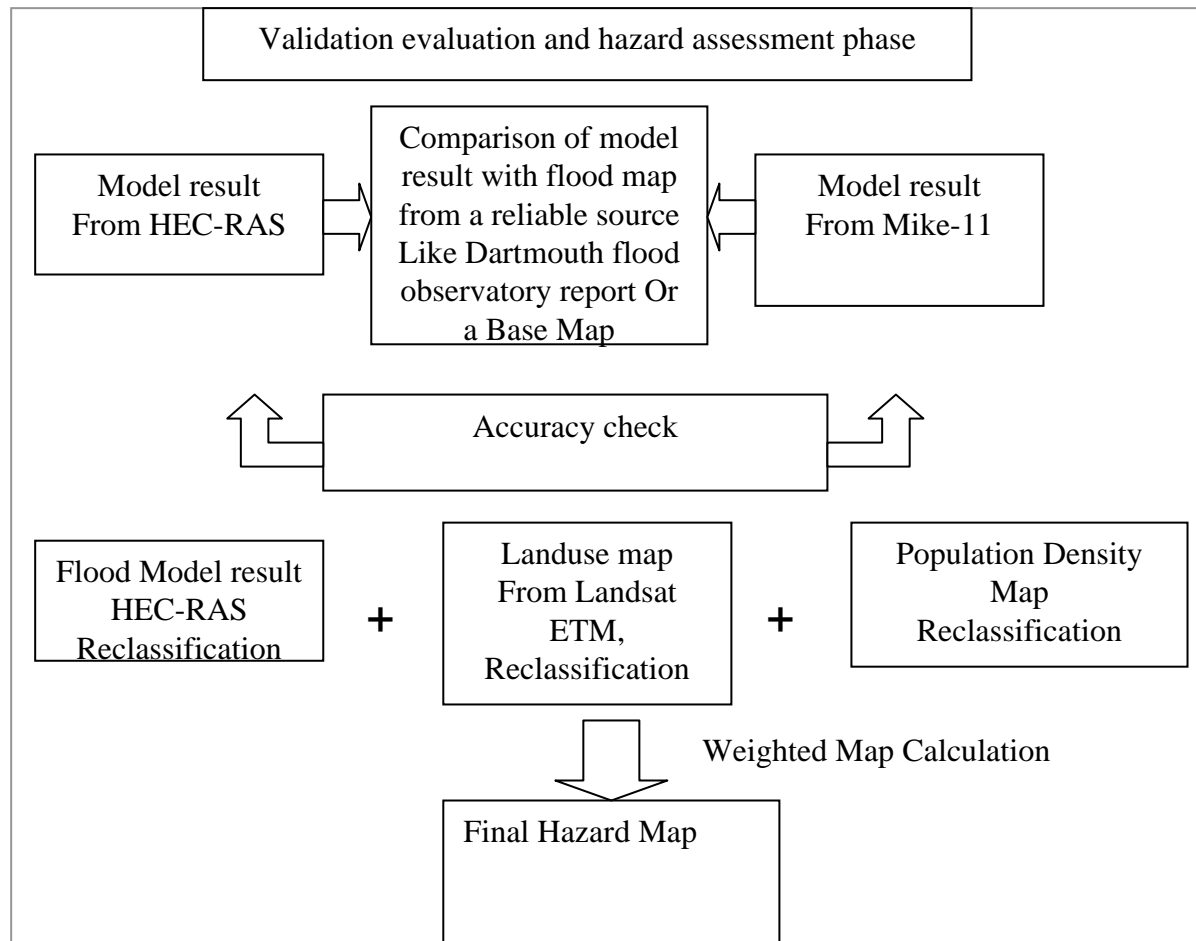 Validation evaluation and hazard assessment phase
Model result
From HEC-RAS
Comparison of model
result with flood map
from a reliable source
Like Dartmouth flood
observatory report Or
a Base Map
Model result
From Mike-11
Accuracy check
Flood Model result
HEC-RAS
Reclassification
+
Landuse map
From Landsat
ETM,
Reclassification
+
Population Density
Map
Reclassification
Weighted Map Calculation
Final Hazard Map